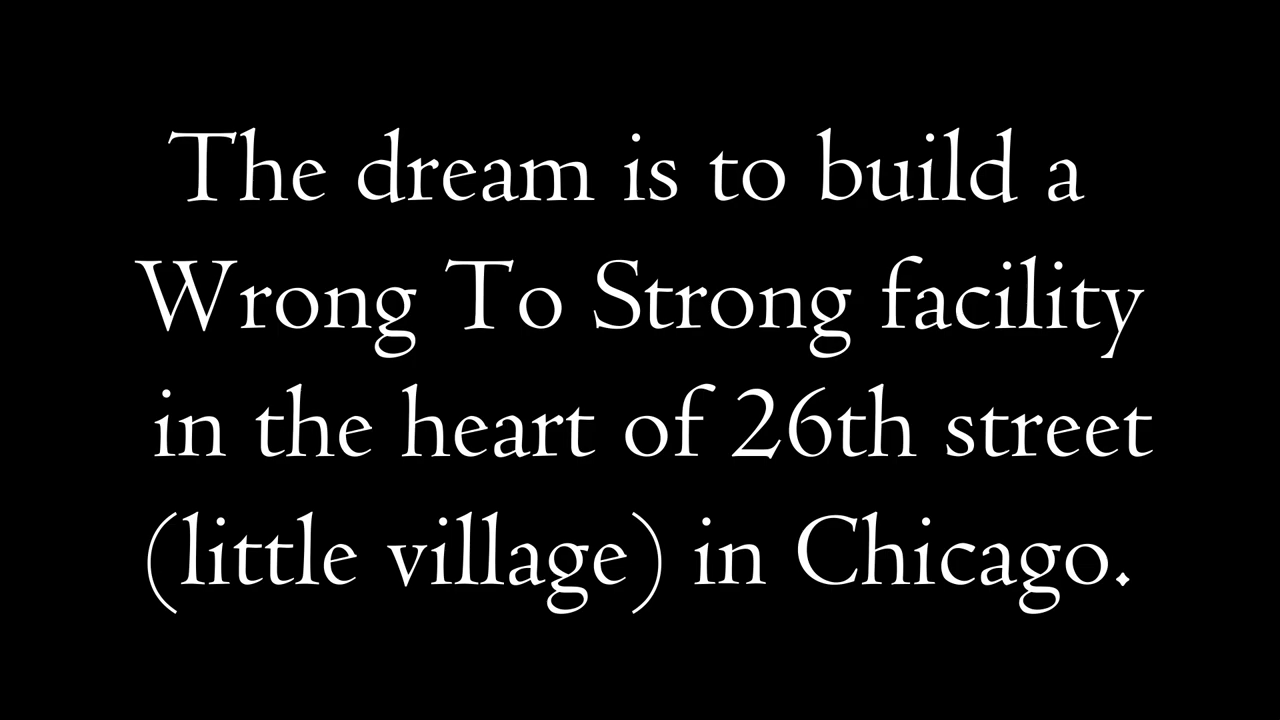 The dream is to build a
Wrong To Strong facility
in the heart of 26th street
(little village) in Chicago.